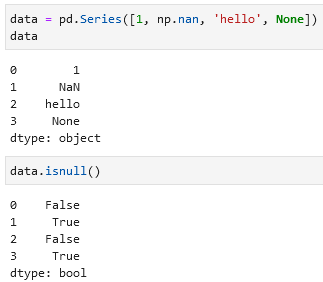 data = pd.Series([1, np.nan, 'hello', None])
data
0        1
1      NaN
2    hello
3     None
dtype: object
data.isnull()
0    False
1     True
2    False
3     True
dtype: bool